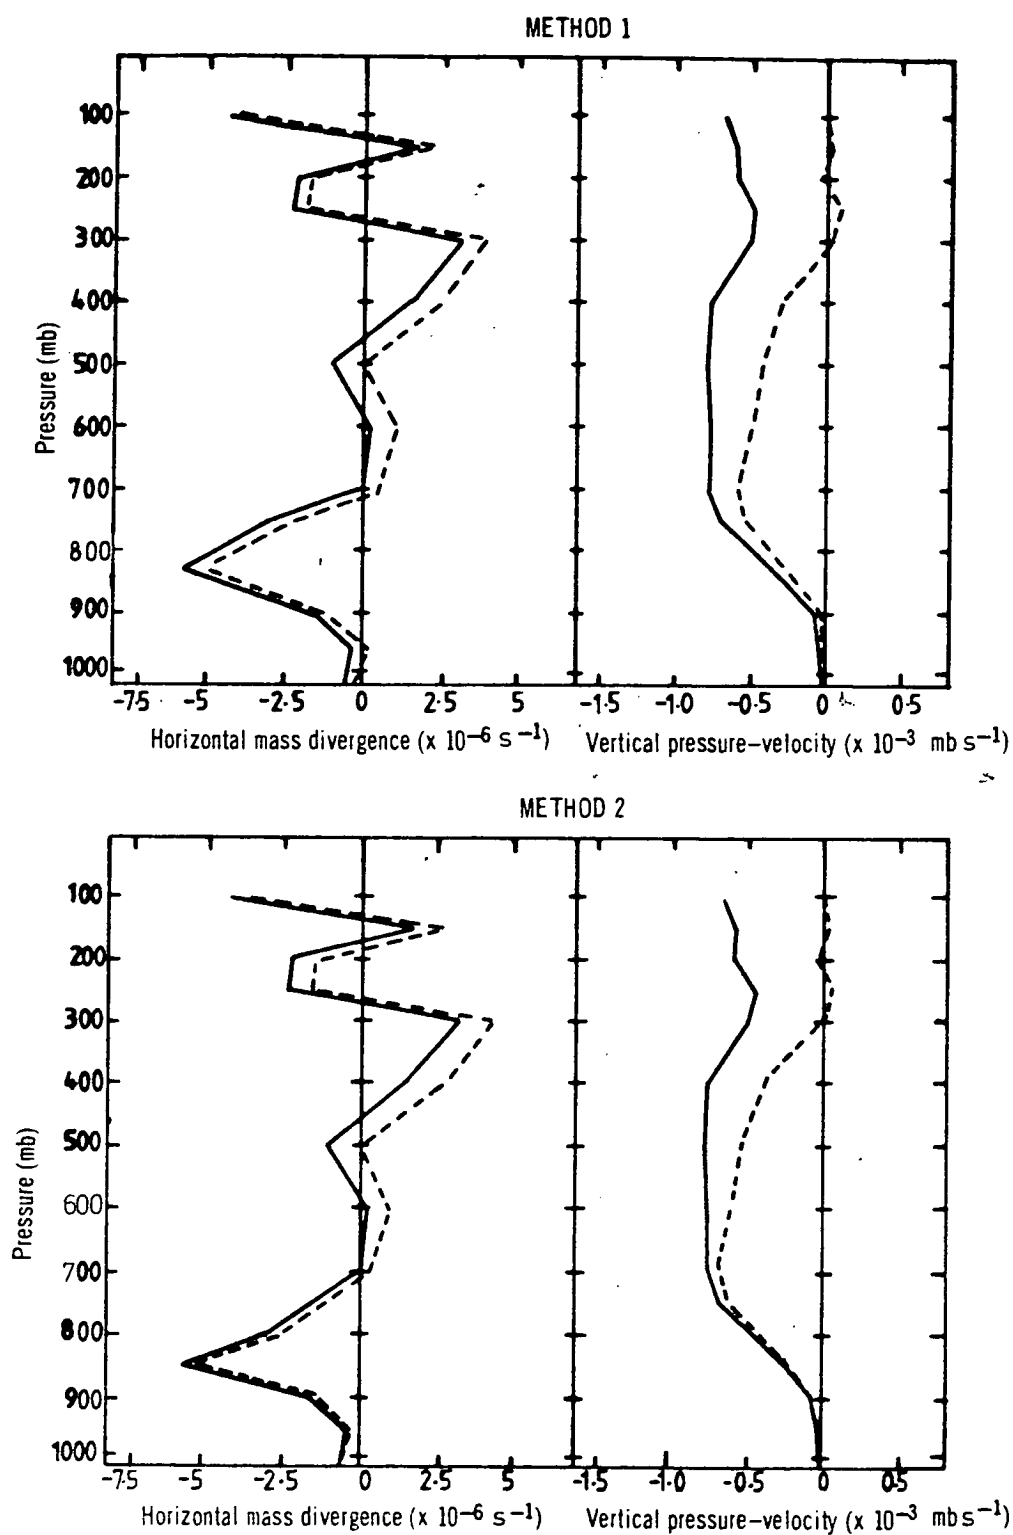 METHOD 1
100
200
300
400
500
600
700
800
900
1000
Pressure (mb)
-7·5 -5 -2·5 0 2·5 5 -1·5 -1·0 -0·5 0 0·5
Horizontal mass divergence (x 10⁻⁶ s⁻¹) Vertical pressure-velocity (x 10⁻³ mb s⁻¹)
METHOD 2
100
200
300
400
500
600
700
800
900
1000
Pressure (mb)
-7·5 -5 -2·5 0 2·5 5 -1·5 -1·0 -0·5 0 0·5
Horizontal mass divergence (x 10⁻⁶ s⁻¹) Vertical pressure-velocity (x 10⁻³ mb s⁻¹)